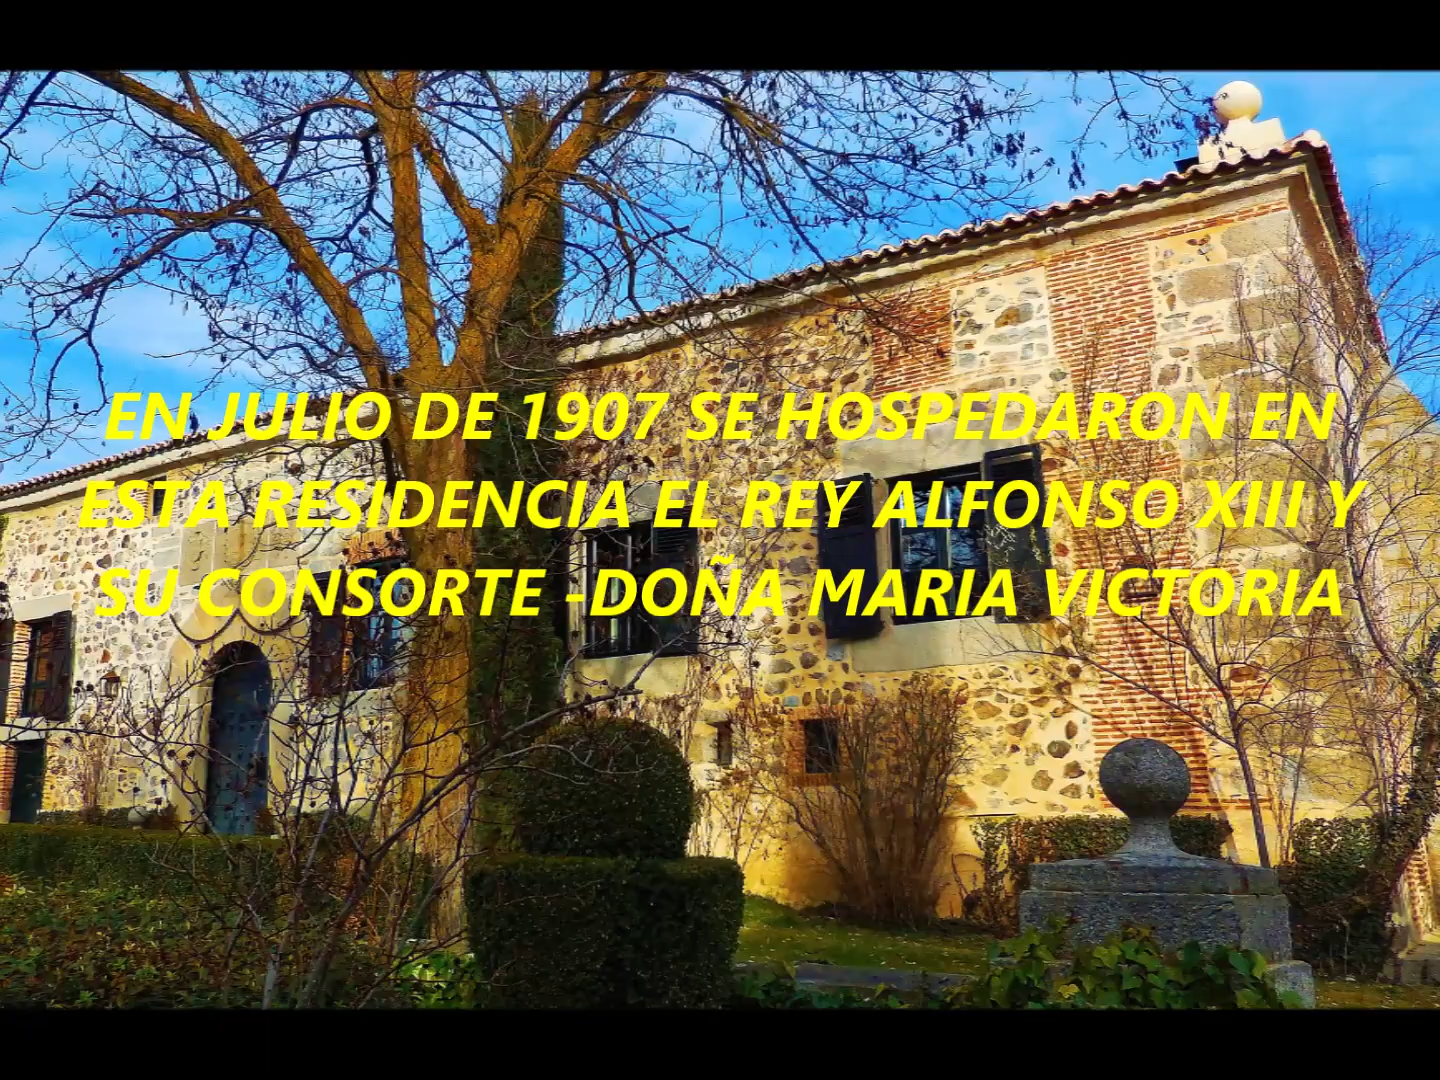 EN JULIO DE 1907 SE HOSPEDARON EN
ESTA RESIDENCIA EL REY ALFONSO XIII Y
SU CONSORTE -DOÑA MARIA VICTORIA